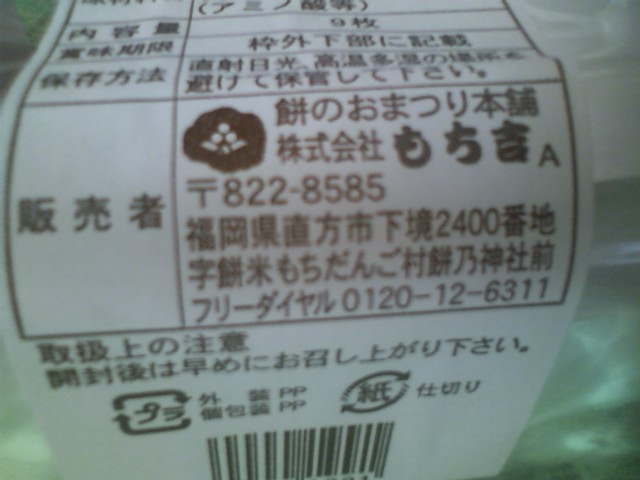 (アミノ酸等)
内容量 9枚
賞味期限 枠外下部に記載
保存方法 直射日光、高温多湿の場所を
避けて保管して下さい。
販売者
餅のおまつり本舗
株式会社 もち吉 A
〒822-8585
福岡県直方市下境2400番地
字餅米もちだんご村餅乃神社前
フリーダイヤル 0120-12-6311
取扱上の注意
開封後は早めにお召し上がり下さい。
プラ 外 装 PP
個包装 PP
紙 仕切り